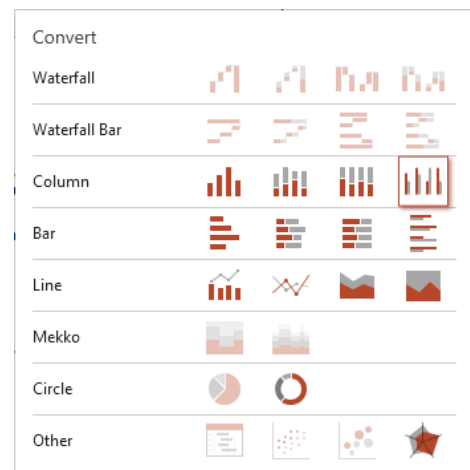 Convert
Waterfall
Waterfall Bar
Column
Bar
Line
Mekko
Circle
Other